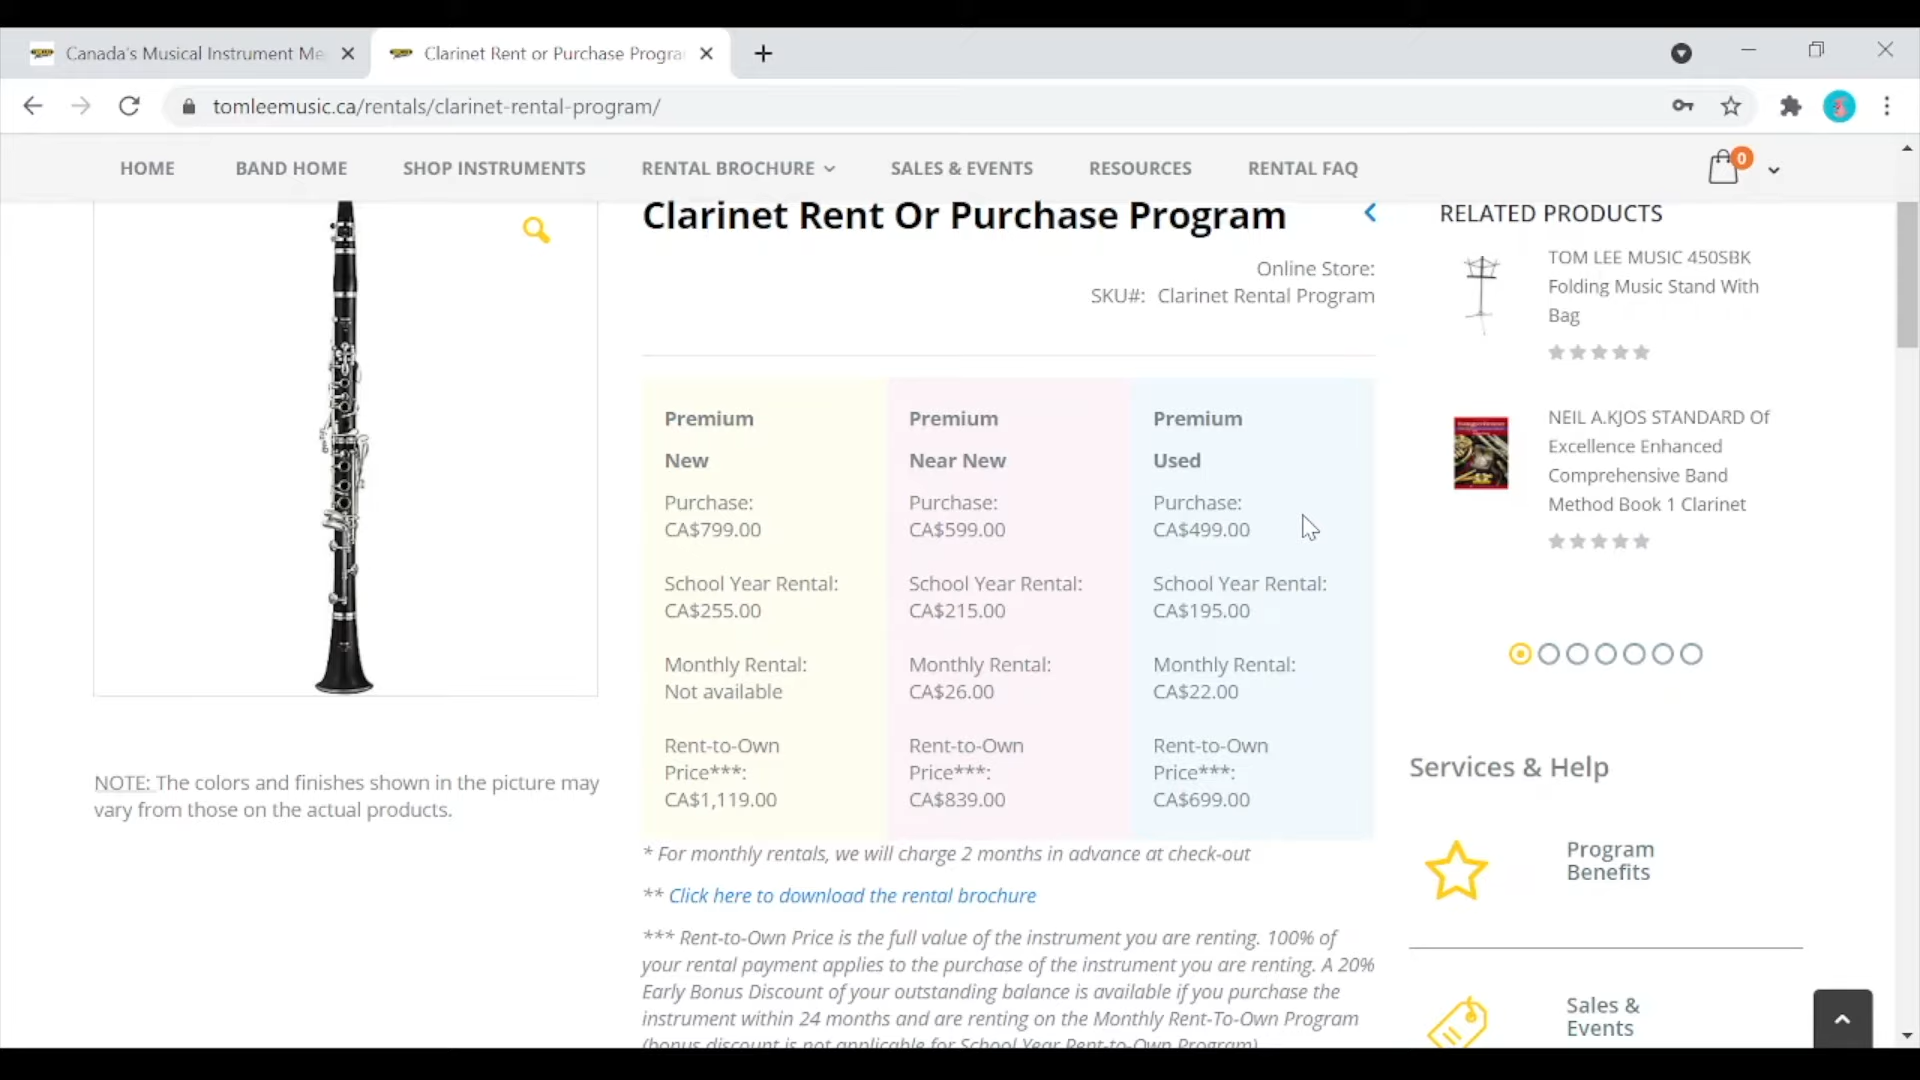 Canada's Musical Instrument Me
Clarinet Rent or Purchase Progra
tomleemusic.ca/rentals/clarinet-rental-program/
HOME BAND HOME SHOP INSTRUMENTS RENTAL BROCHURE SALES & EVENTS RESOURCES RENTAL FAQ 0
Clarinet Rent Or Purchase Program
Online Store:
SKU#: Clarinet Rental Program
Premium
New
Purchase:
CA$799.00
School Year Rental:
CA$255.00
Monthly Rental:
Not available
Rent-to-Own
Price***:
CA$1,119.00
Premium
Near New
Purchase:
CA$599.00
School Year Rental:
CA$215.00
Monthly Rental:
CA$26.00
Rent-to-Own
Price***:
CA$839.00
Premium
Used
Purchase:
CA$499.00
School Year Rental:
CA$195.00
Monthly Rental:
CA$22.00
Rent-to-Own
Price***:
CA$699.00
NOTE: The colors and finishes shown in the picture may
vary from those on the actual products.
* For monthly rentals, we will charge 2 months in advance at check-out
** Click here to download the rental brochure
*** Rent-to-Own Price is the full value of the instrument you are renting. 100% of
your rental payment applies to the purchase of the instrument you are renting. A 20%
Early Bonus Discount of your outstanding balance is available if you purchase the
instrument within 24 months and are renting on the Monthly Rent-To-Own Program
(bonus discount is not applicable for School Year Rent-to-Own Program)
RELATED PRODUCTS
TOM LEE MUSIC 450SBK
Folding Music Stand With
Bag
NEIL A.KJOS STANDARD Of
Excellence Enhanced
Comprehensive Band
Method Book 1 Clarinet
Services & Help
Program
Benefits
Sales &
Events